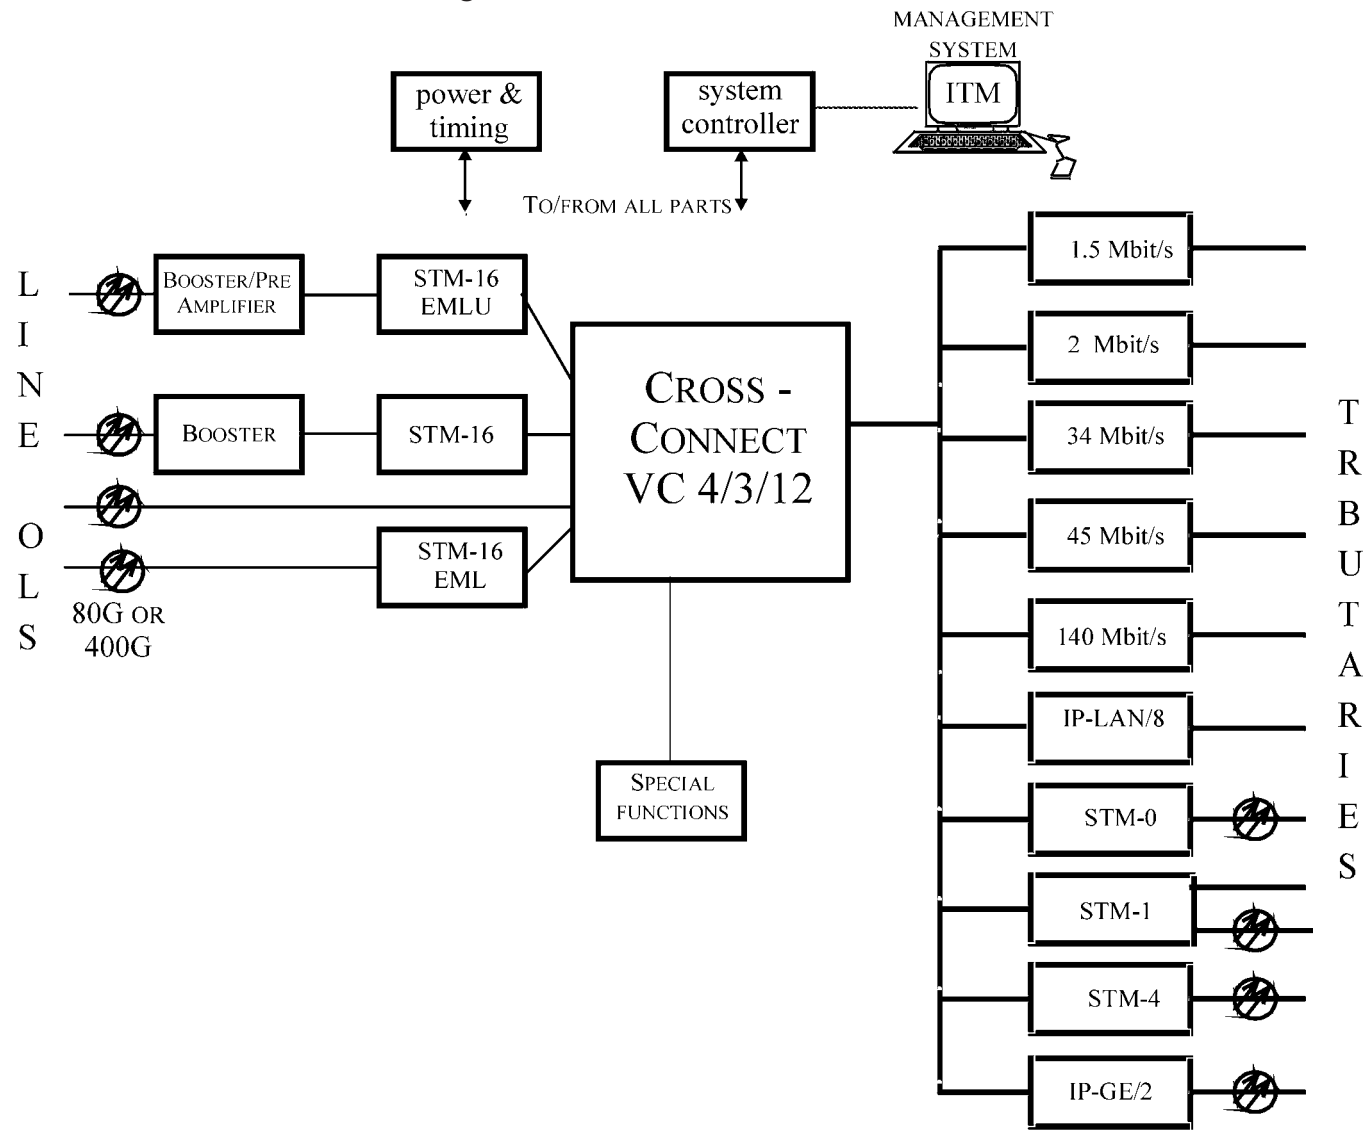 MANAGEMENT
SYSTEM
ITM
power &
timing
system
controller
TO/FROM ALL PARTS
L
I
N
E
O
L
S
BOOSTER/PRE
AMPLIFIER
STM-16
EMLU
BOOSTER
STM-16
STM-16
EML
80G OR
400G
CROSS -
CONNECT
VC 4/3/12
SPECIAL
FUNCTIONS
1.5 Mbit/s
2 Mbit/s
34 Mbit/s
45 Mbit/s
140 Mbit/s
IP-LAN/8
STM-0
STM-1
STM-4
IP-GE/2
T
R
B
U
T
A
R
I
E
S